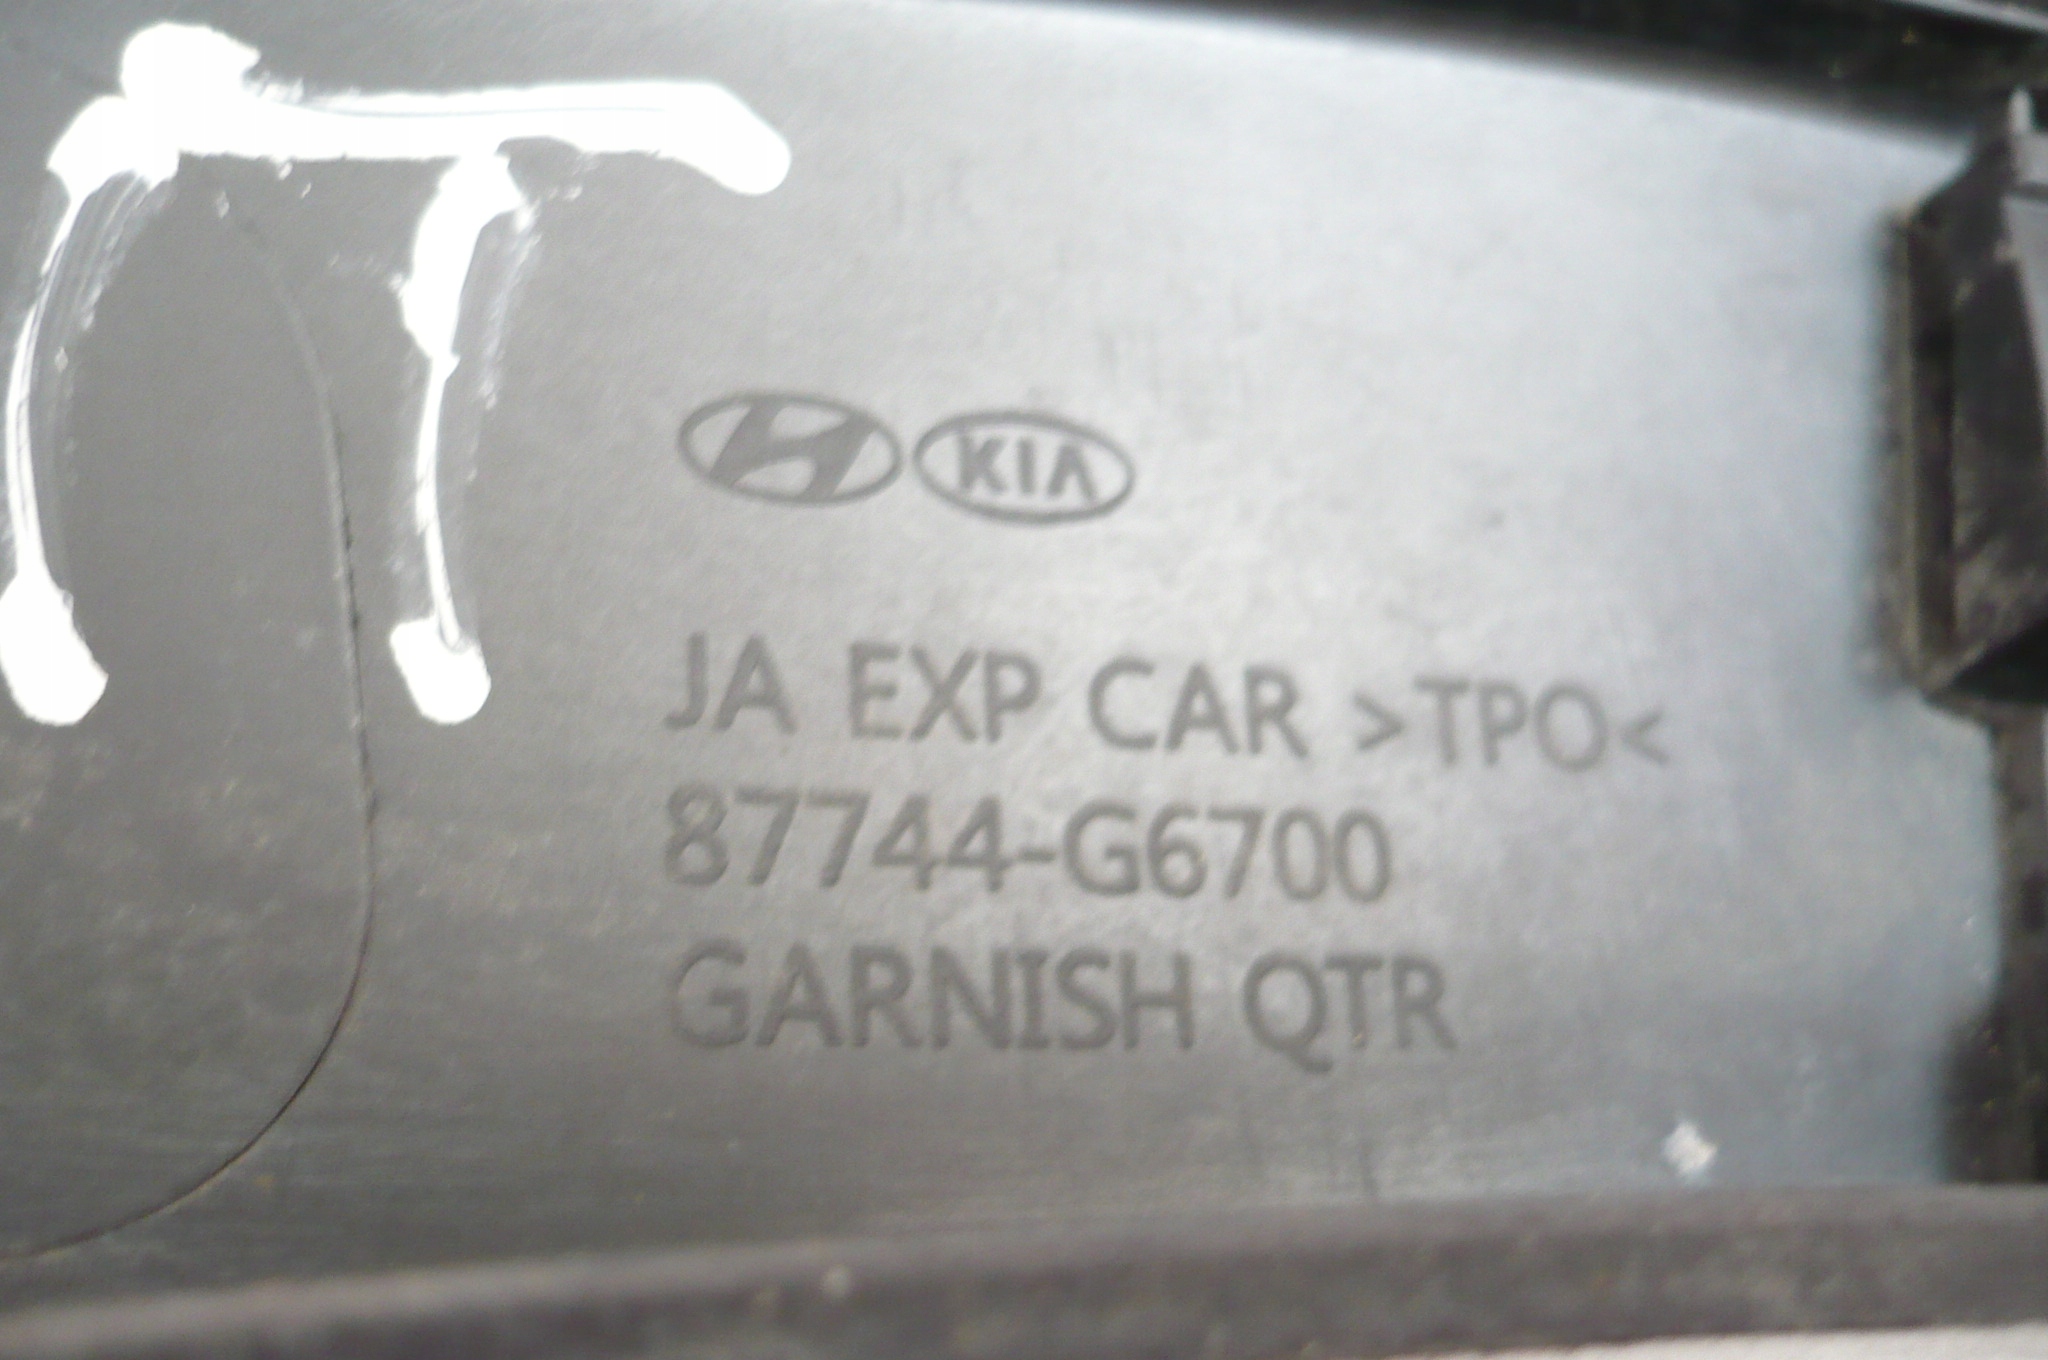 KIA
JA EXP CAR >TPO<
87744-G6700
GARNISH QTR